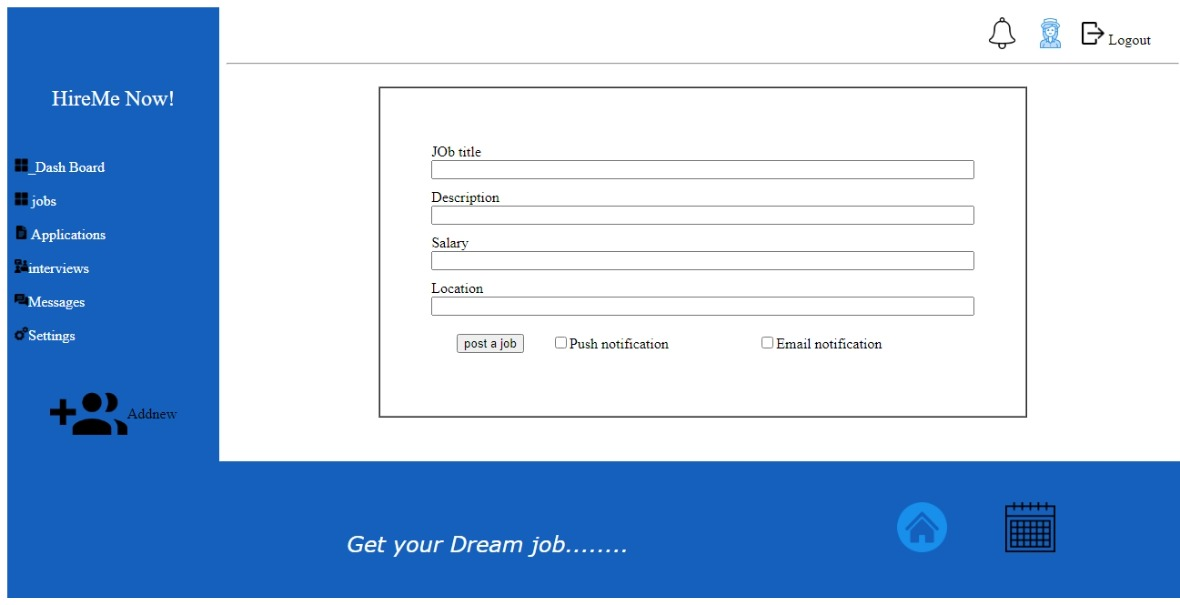 Logout
HireMe Now!
_Dash Board
jobs
Applications
interviews
Messages
Settings
Addnew
JOb title
Description
Salary
Location
post a job Push notification Email notification
Get your Dream job........